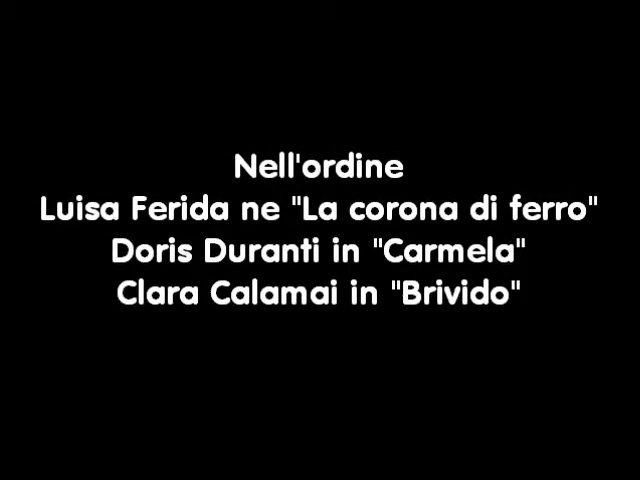 Nell'ordine
Luisa Ferida ne "La corona di ferro"
Doris Duranti in "Carmela"
Clara Calamai in "Brivido"